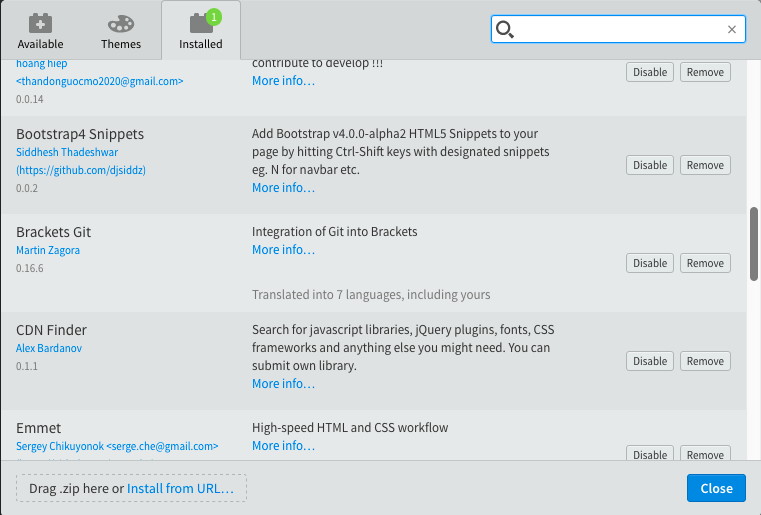 1
Available
Themes
Installed
hoang hiep
<thandonguocmo2020@gmail.com>
0.0.14
contribute to develop !!!
More info…
Disable
Remove
Bootstrap4 Snippets
Siddhesh Thadeshwar
(https://github.com/djsiddz)
0.0.2
Add Bootstrap v4.0.0-alpha2 HTML5 Snippets to your
page by hitting Ctrl-Shift keys with designated snippets
eg. N for navbar etc.
More info…
Disable
Remove
Brackets Git
Martin Zagora
0.16.6
Integration of Git into Brackets
More info…
Translated into 7 languages, including yours
Disable
Remove
CDN Finder
Alex Bardanov
0.1.1
Search for javascript libraries, jQuery plugins, fonts, CSS
frameworks and anything else you might need. You can
submit own library.
More info…
Disable
Remove
Emmet
Sergey Chikuyonok <serge.che@gmail.com>
High-speed HTML and CSS workflow
More info…
Disable
Remove
Drag .zip here or Install from URL…
Close